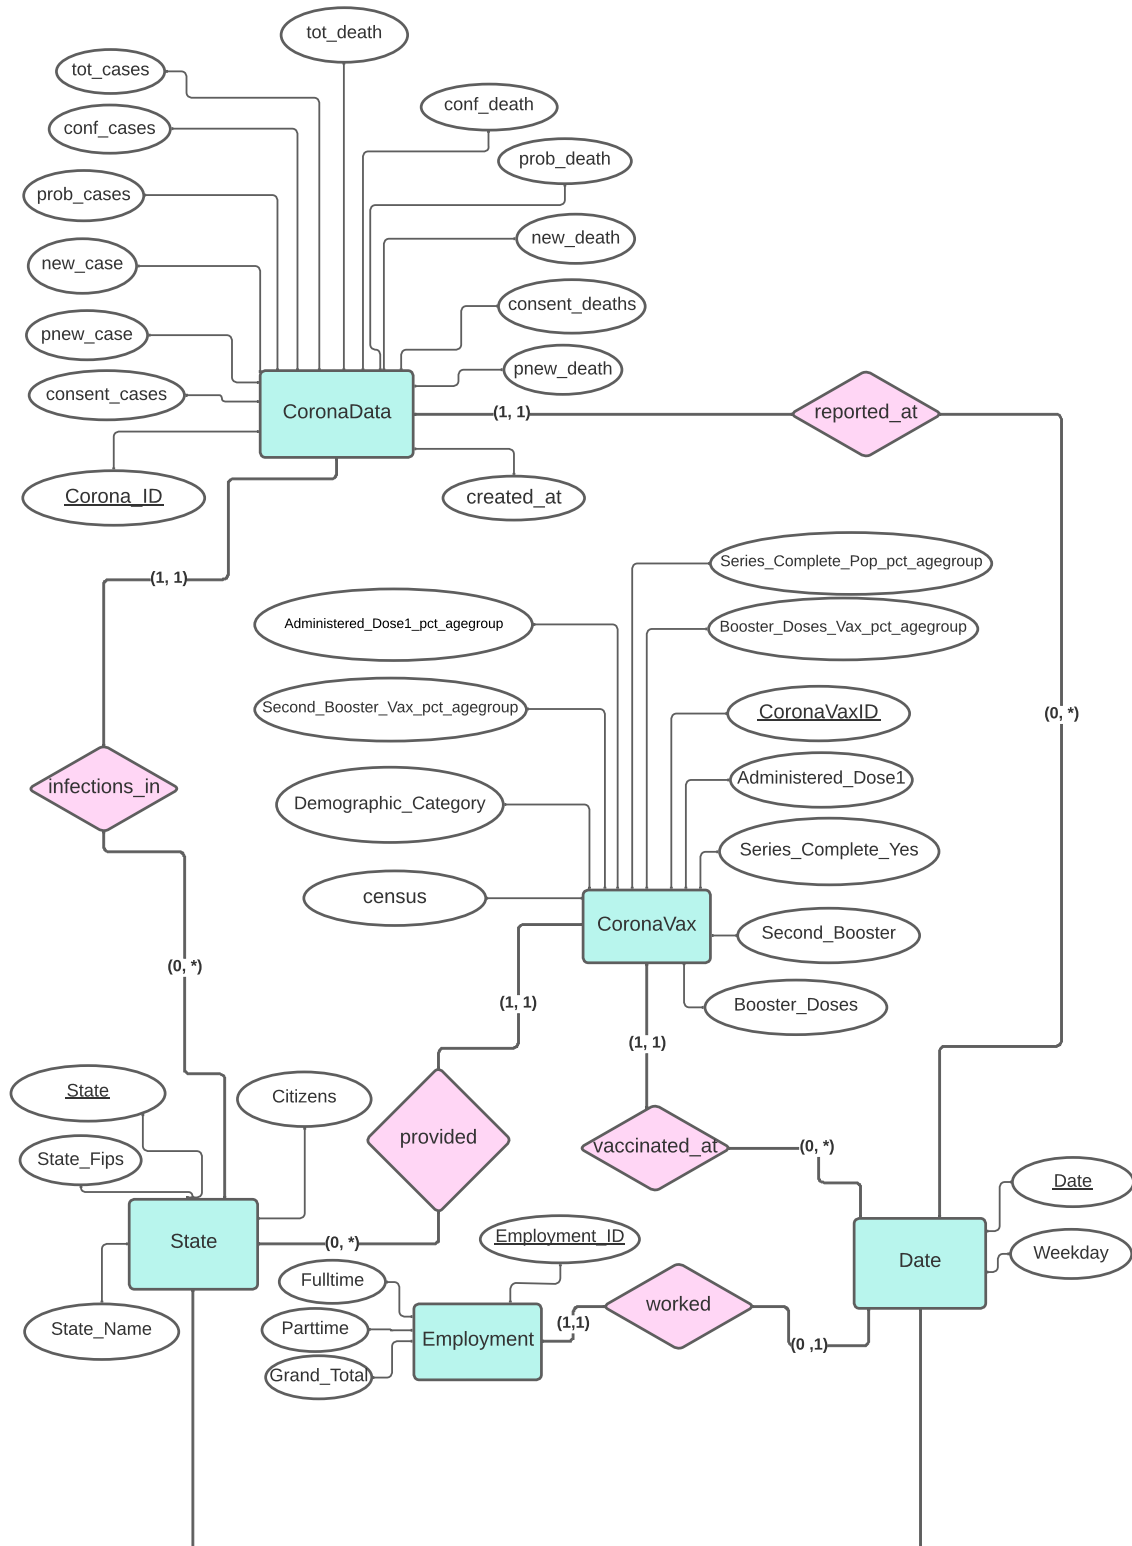 tot_death
tot_cases
conf_death
conf_cases
prob_death
prob_cases
new_death
new_case
consent_deaths
pnew_case
pnew_death
consent_cases
CoronaData
(1, 1)
reported_at
Corona_ID
created_at
(1, 1)
Series_Complete_Pop_pct_agegroup
Administered_Dose1_pct_agegroup
Booster_Doses_Vax_pct_agegroup
Second_Booster_Vax_pct_agegroup
CoronaVaxID
(0, *)
infections_in
Administered_Dose1
Demographic_Category
Series_Complete_Yes
census
CoronaVax
Second_Booster
(0, *)
(1, 1)
Booster_Doses
(1, 1)
State
Citizens
provided
vaccinated_at
(0, *)
State_Fips
Date
State
(0, *)
Employment_ID
Weekday
Date
Fulltime
worked
(1,1)
State_Name
Parttime
Employment
(0 ,1)
Grand_Total